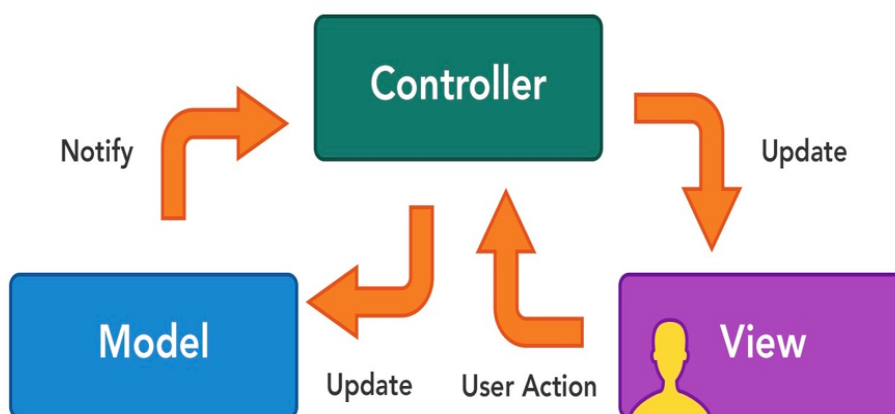 Controller
Notify
Update
Model
View
Update
User Action